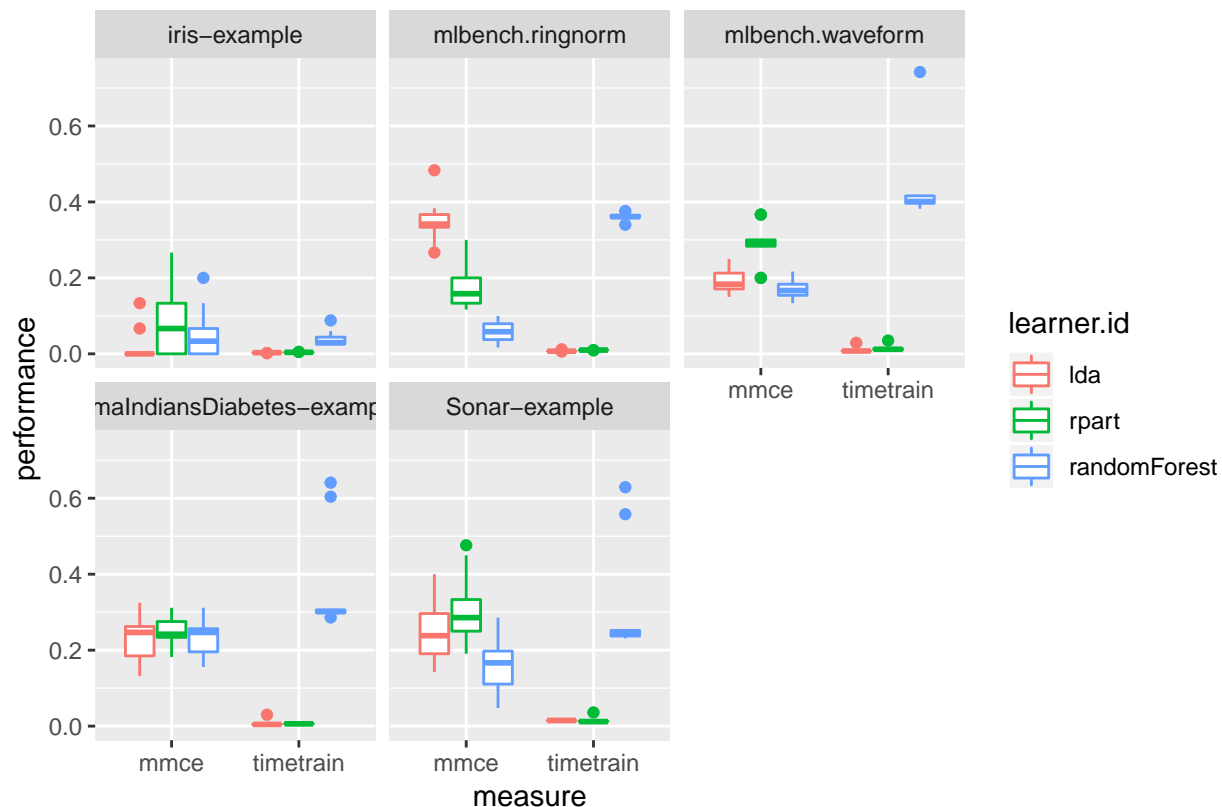 iris−example
mlbench.ringnorm
mlbench.waveform
0.6
0.4
0.2
0.0
mmce
timetrain
maIndiansDiabetes−examp
Sonar−example
0.6
0.4
0.2
0.0
mmce
timetrain
mmce
timetrain
measure
performance
learner.id
lda
rpart
randomForest